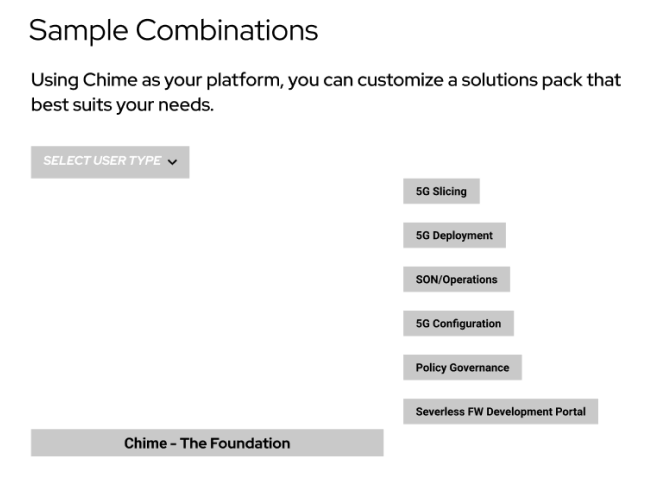 Sample Combinations
Using Chime as your platform, you can customize a solutions pack that
best suits your needs.
SELECT USER TYPE
5G Slicing
5G Deployment
SON/Operations
5G Configuration
Policy Governance
Severless FW Development Portal
Chime - The Foundation